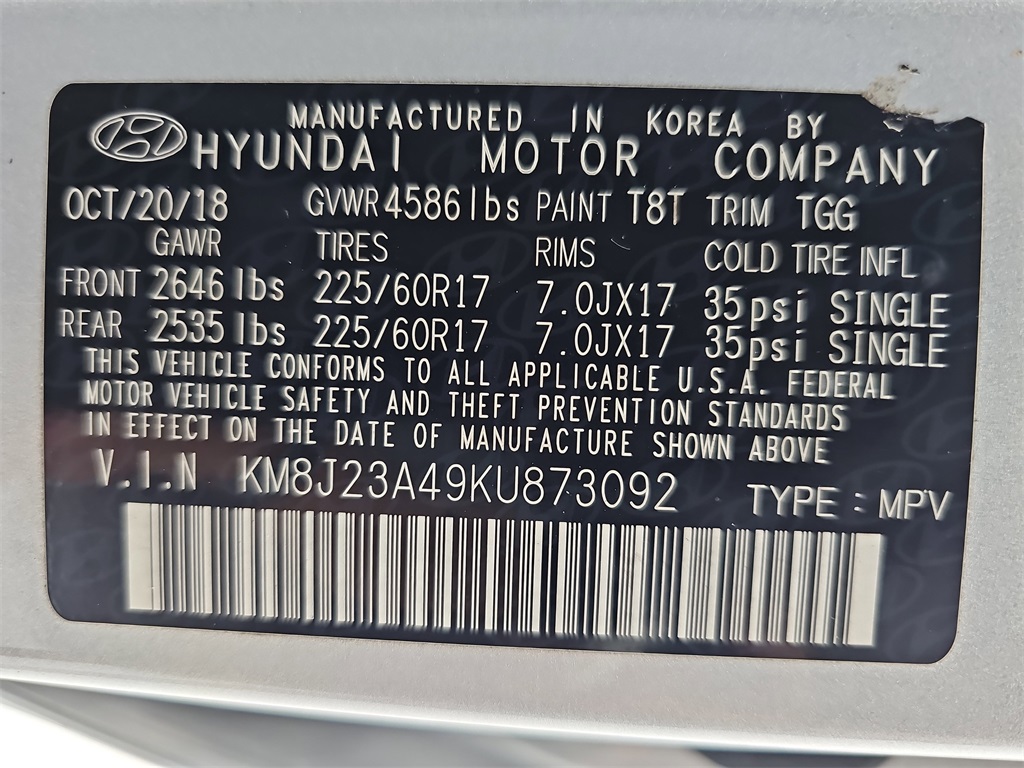 MANUFACTURED IN KOREA BY
HYUNDAI MOTOR COMPANY
OCT/20/18 GVWR 4586 lbs PAINT T8T TRIM TGG
GAWR TIRES RIMS COLD TIRE INFL
FRONT 2646 lbs 225/60R17 7.0JX17 35psi SINGLE
REAR 2535 lbs 225/60R17 7.0JX17 35psi SINGLE
THIS VEHICLE CONFORMS TO ALL APPLICABLE U.S.A. FEDERAL
MOTOR VEHICLE SAFETY AND THEFT PREVENTION STANDARDS
IN EFFECT ON THE DATE OF MANUFACTURE SHOWN ABOVE
V.I.N KM8J23A49KU873092 TYPE : MPV